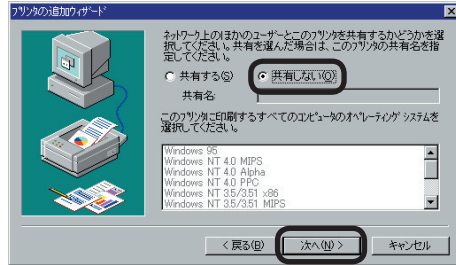 プリンタの追加ウィザード
ネットワーク上のほかのユーザーとこのプリンタを共有するかどうかを選
択してください。共有を選んだ場合は、このプリンタの共有名を指
定してください。
共有する(S) 共有しない(O)
共有名:
このプリンタに印刷するすべてのコンピュータのオペレーティング システムを
選択してください。
Windows 95
Windows NT 4.0 MIPS
Windows NT 4.0 Alpha
Windows NT 4.0 PPC
Windows NT 3.5/3.51 x86
Windows NT 3.5/3.51 MIPS
< 戻る(B) 次へ(N) > キャンセル